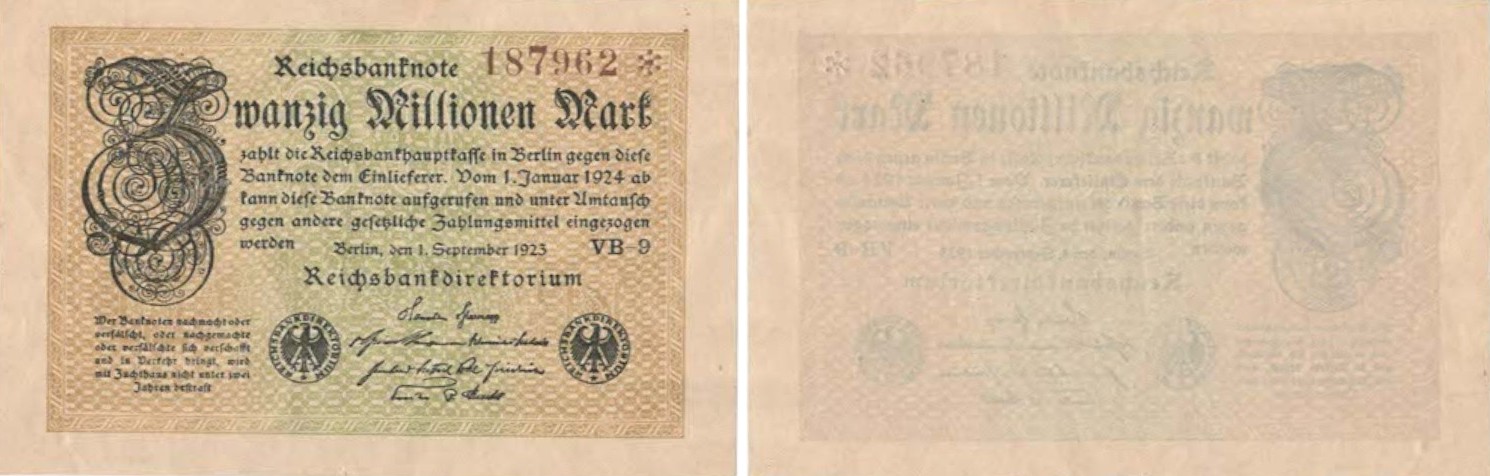 Reichsbanknote 187962 *
Zwanzig Millionen Mark
zahlt die Reichsbankhauptkasse in Berlin gegen diese
Banknote dem Einlieferer. Vom 1. Januar 1924 ab
kann diese Banknote aufgerufen und unter Umtausch
gegen andere gesetzliche Zahlungsmittel eingezogen
werden Berlin, den 1. September 1923 VB-9
Reichsbankdirektorium
Wer Banknoten nachmacht oder
verfälscht, oder nachgemachte
oder verfälschte sich verschafft
und in Verkehr bringt, wird
mit Zuchthaus nicht unter zwei
Jahren bestraft
REICHSBANKDIREKTORIUM
REICHSBANKDIREKTORIUM